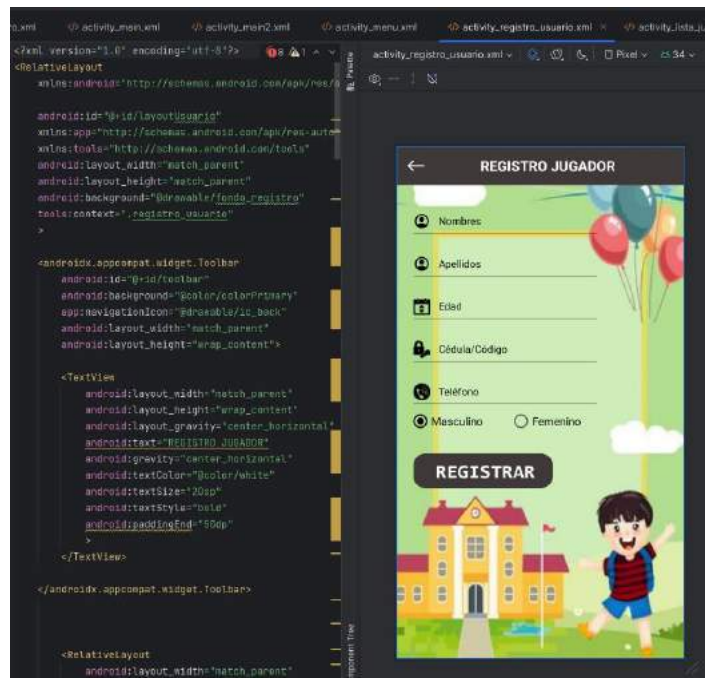 ro.xml
activity_main.xml
activity_main2.xml
activity_menu.xml
activity_registro_usuario.xml
activity_lista_ju
<?xml version="1.0" encoding="utf-8"?>
8
1
<RelativeLayout
xmlns:android="http://schemas.android.com/apk/res/a
android:id="@+id/layoutUsuario"
xmlns:app="http://schemas.android.com/apk/res-auto"
xmlns:tools="http://schemas.android.com/tools"
android:layout_width="match_parent"
android:layout_height="match_parent"
android:background="@drawable/fondo_registro"
tools:context=".registro_usuario"
>
<androidx.appcompat.widget.Toolbar
android:id="@+id/toolbar"
android:background="@color/colorPrimary"
app:navigationIcon="@drawable/ic_back"
android:layout_width="match_parent"
android:layout_height="wrap_content">
<TextView
android:layout_width="match_parent"
android:layout_height="wrap_content"
android:layout_gravity="center_horizontal"
android:text="REGISTRO JUGADOR"
android:gravity="center_horizontal"
android:textColor="@color/white"
android:textSize="20sp"
android:textStyle="bold"
android:paddingEnd="50dp"
>
</TextView>
</androidx.appcompat.widget.Toolbar>
<RelativeLayout
android:layout_width="match_parent"
Palette
activity_registro_usuario.xml
Pixel
34
REGISTRO JUGADOR
Nombres
Apellidos
Edad
Cédula/Código
Teléfono
Masculino
Femenino
REGISTRAR
mponent Tree